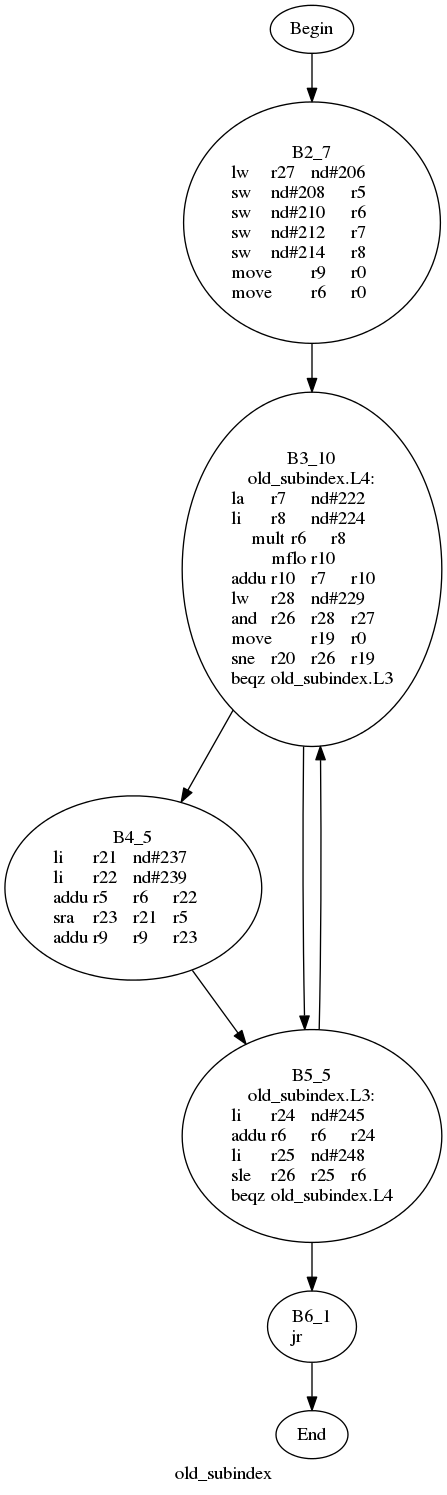 Begin
B2_7
lw r27 nd#206
sw nd#208 r5
sw nd#210 r6
sw nd#212 r7
sw nd#214 r8
move r9 r0
move r6 r0
B3_10
old_subindex.L4:
la r7 nd#222
li r8 nd#224
mult r6 r8
mflo r10
addu r10 r7 r10
lw r28 nd#229
and r26 r28 r27
move r19 r0
sne r20 r26 r19
beqz old_subindex.L3
B4_5
li r21 nd#237
li r22 nd#239
addu r5 r6 r22
sra r23 r21 r5
addu r9 r9 r23
B5_5
old_subindex.L3:
li r24 nd#245
addu r6 r6 r24
li r25 nd#248
sle r26 r25 r6
beqz old_subindex.L4
B6_1
jr
End
old_subindex